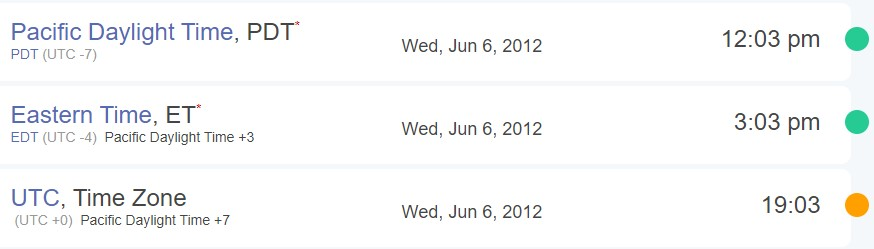 Pacific Daylight Time, PDT*
PDT (UTC -7)
Wed, Jun 6, 2012
12:03 pm
Eastern Time, ET*
EDT (UTC -4) Pacific Daylight Time +3
Wed, Jun 6, 2012
3:03 pm
UTC, Time Zone
(UTC +0) Pacific Daylight Time +7
Wed, Jun 6, 2012
19:03